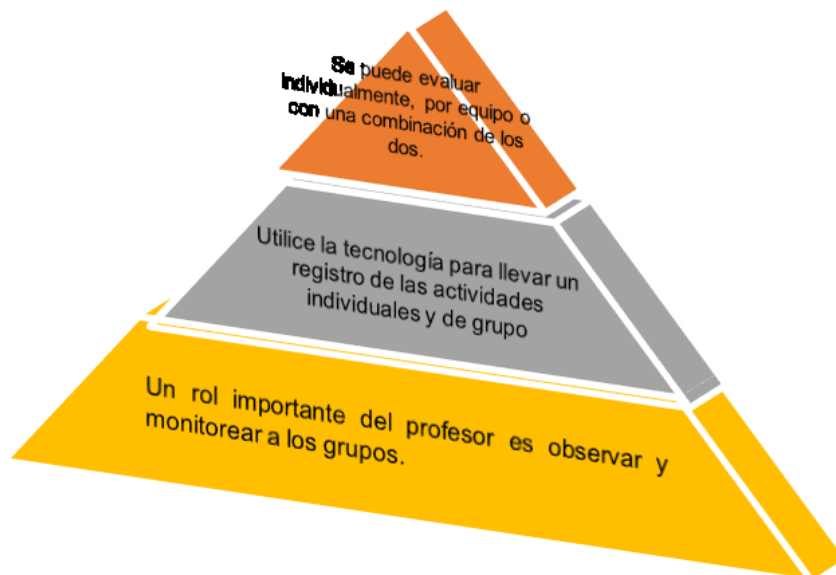 Se puede evaluar
individualmente, por equipo o
con una combinación de los
dos.
Utilice la tecnología para llevar un
registro de las actividades
individuales y de grupo
Un rol importante del profesor es observar y
monitorear a los grupos.